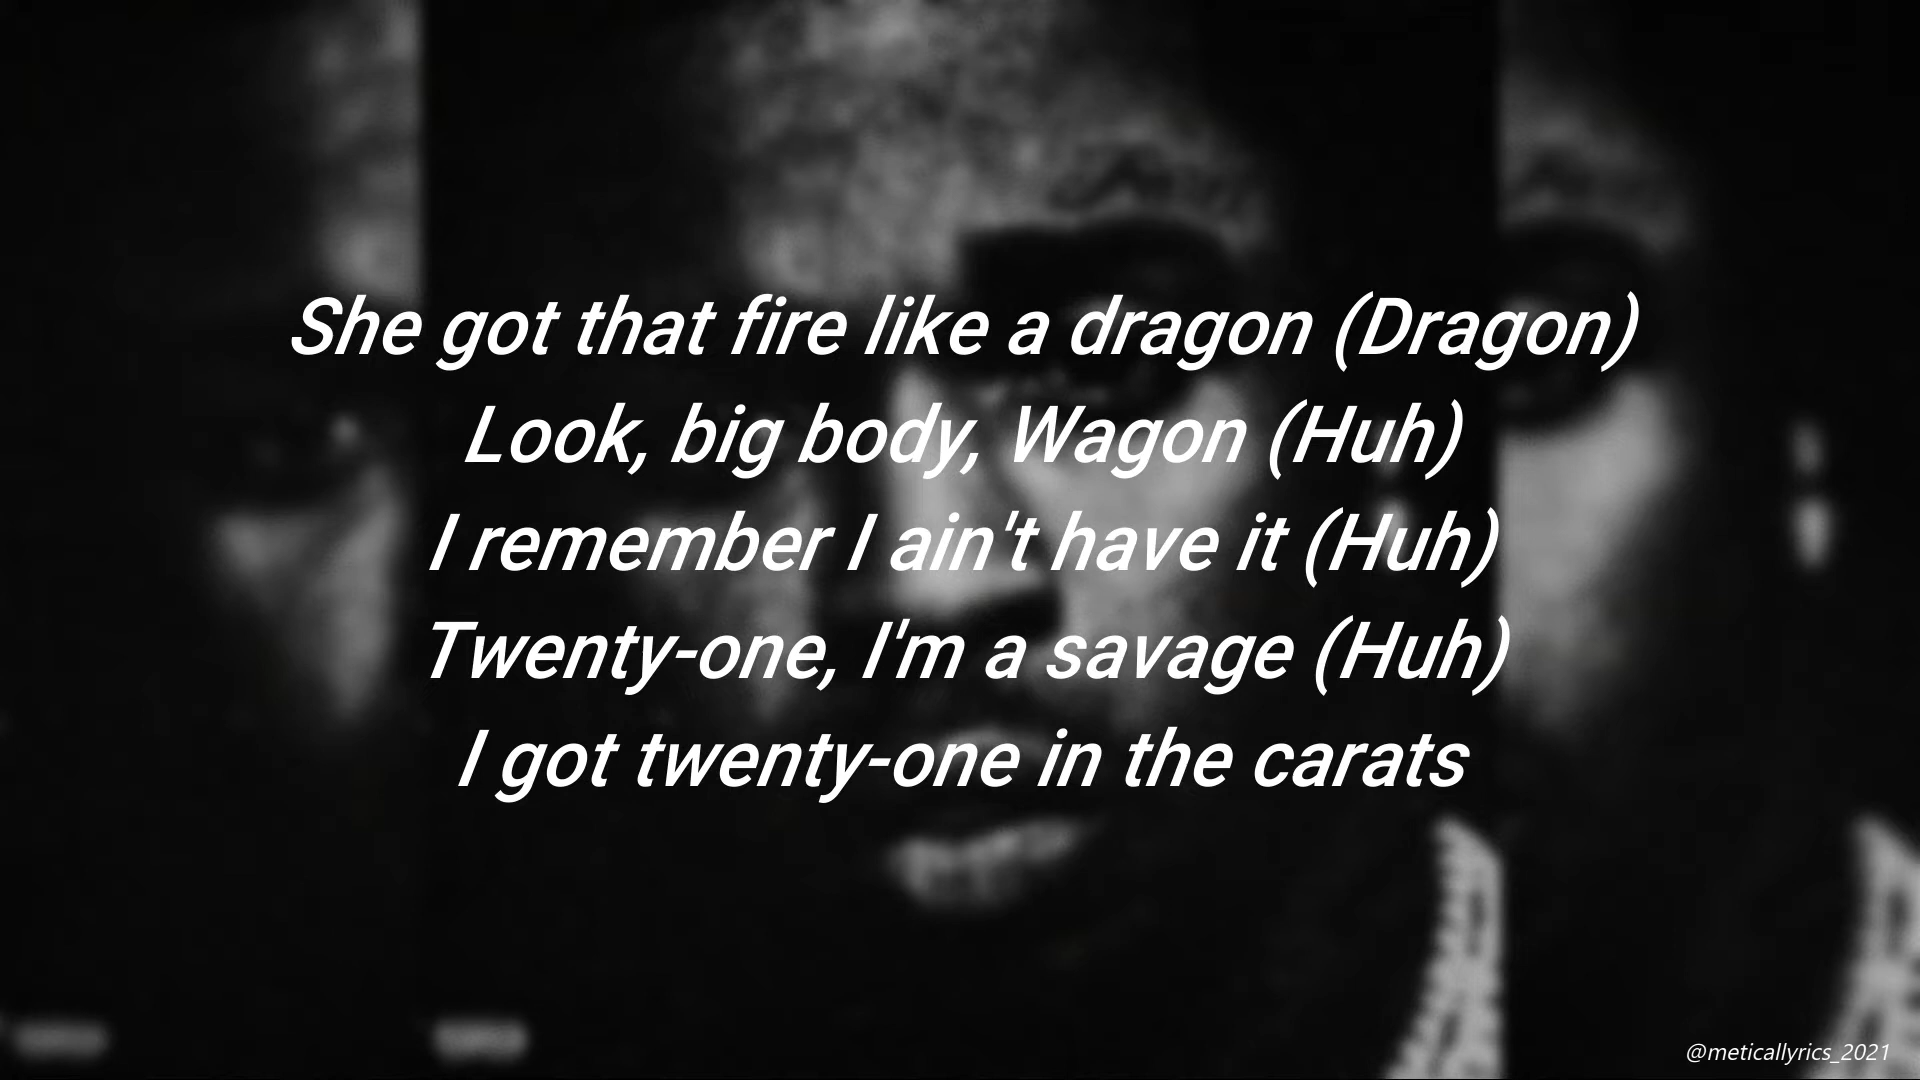 She got that fire like a dragon (Dragon)
Look, big body, Wagon (Huh)
I remember I ain't have it (Huh)
Twenty-one, I'm a savage (Huh)
I got twenty-one in the carats
@meticallyrics_2021